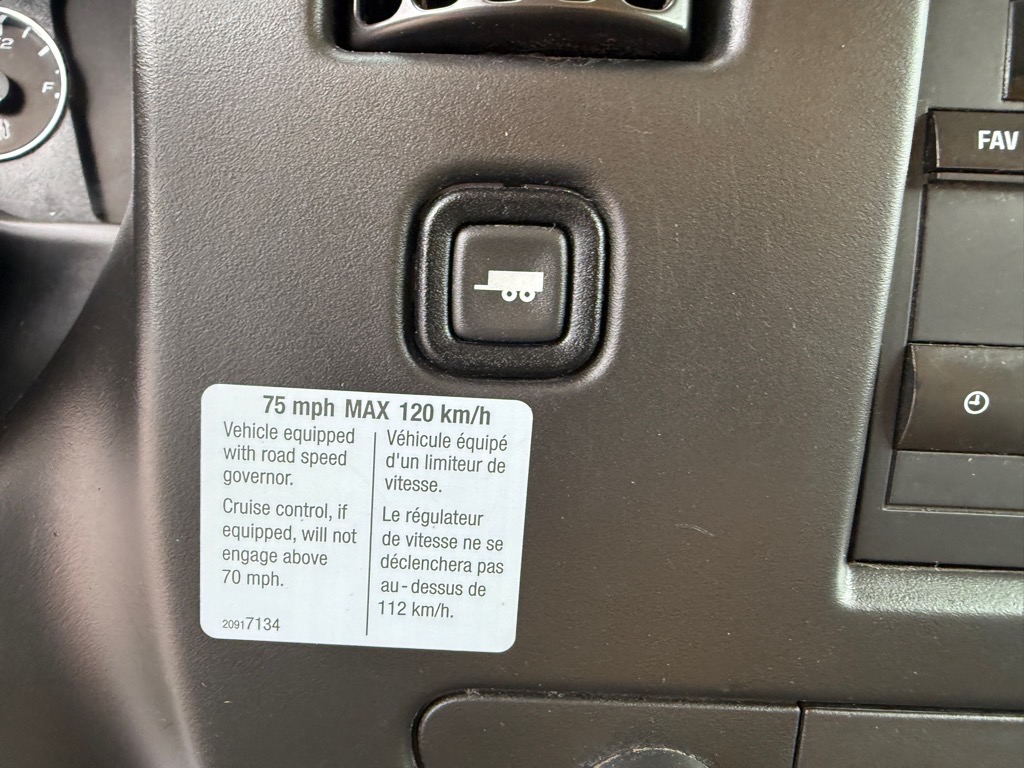 1/2
F
FAV
75 mph MAX 120 km/h
Vehicle equipped
with road speed
governor.
Cruise control, if
equipped, will not
engage above
70 mph.
20917134
Véhicule équipé
d'un limiteur de
vitesse.
Le régulateur
de vitesse ne se
déclenchera pas
au-dessus de
112 km/h.